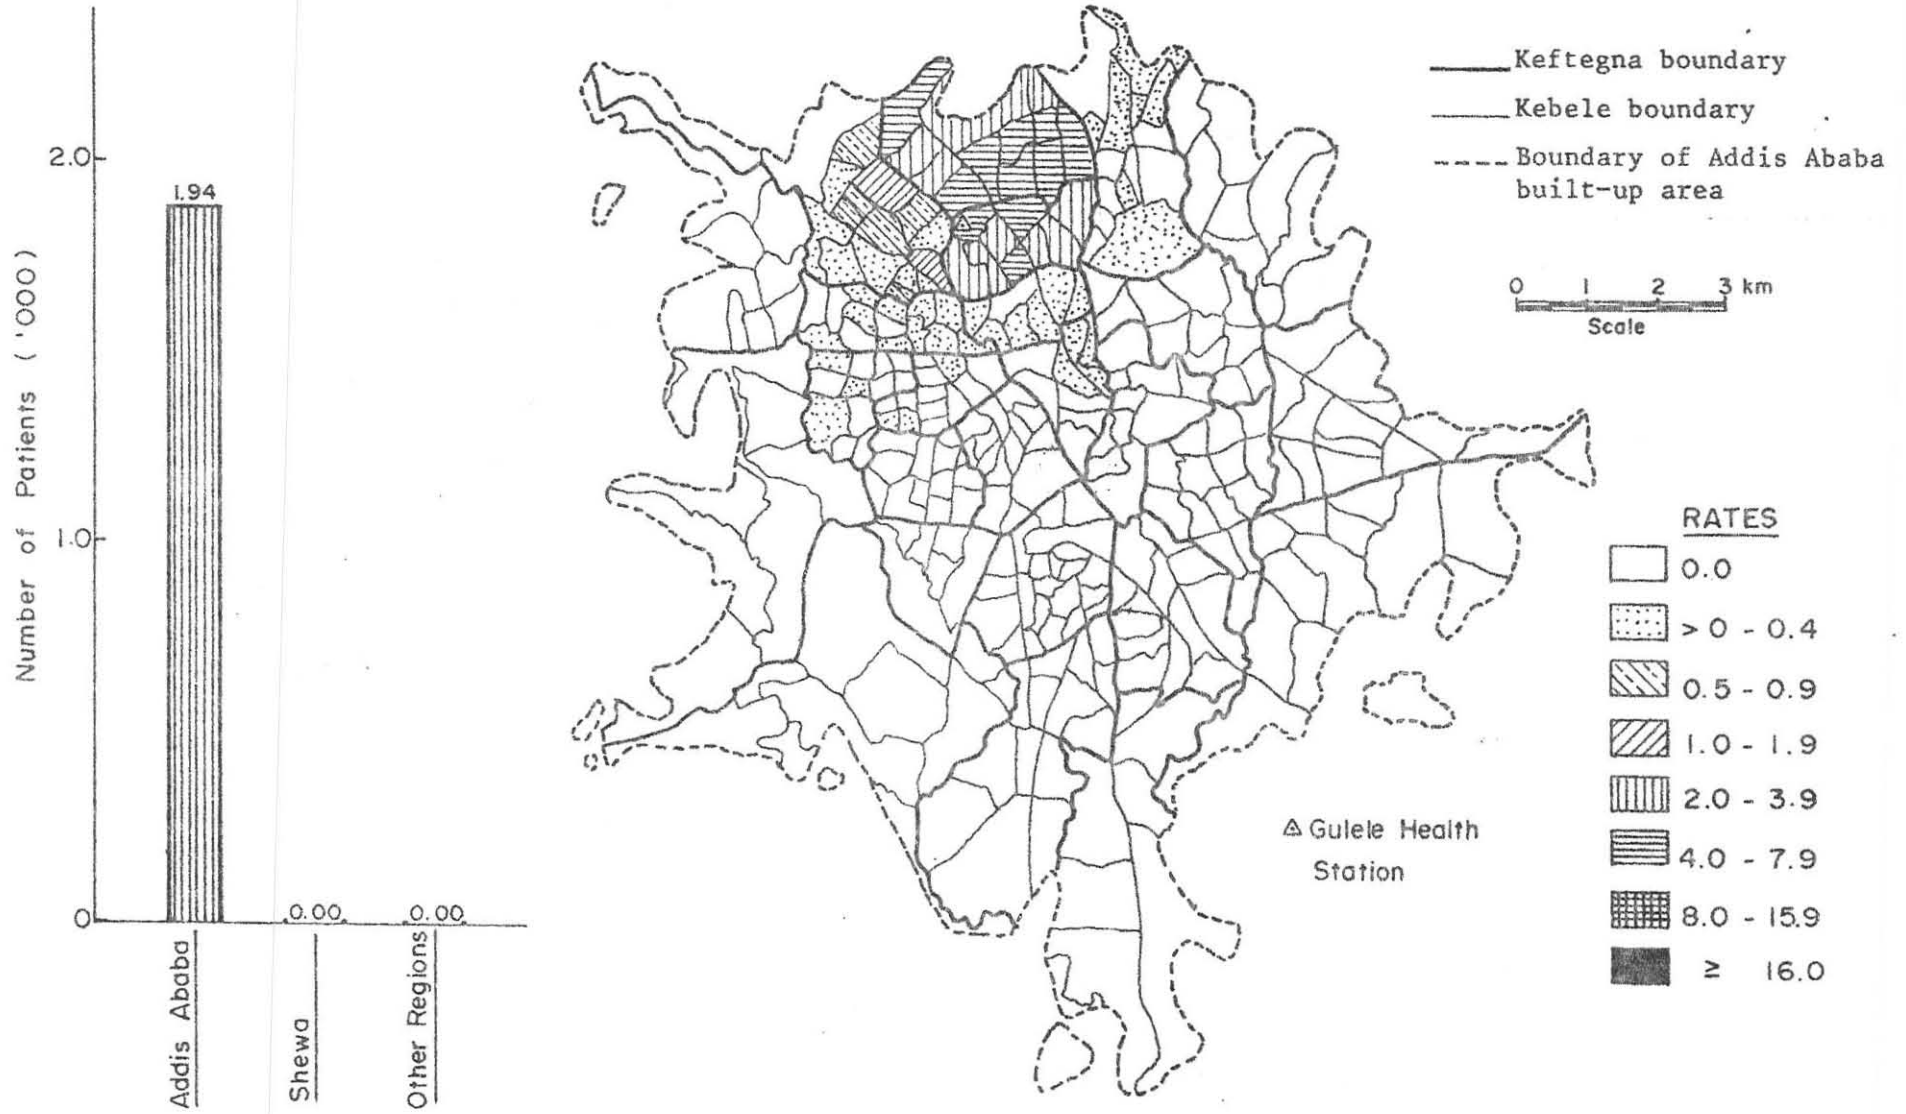 Number of Patients ('000)
2.0
1.0
0
1.94
0.00
0.00
Addis Ababa
Shewa
Other Regions
Keftegna boundary
Kebele boundary
Boundary of Addis Ababa
built-up area
0 1 2 3 km
Scale
Gulele Health
Station
RATES
0.0
>0 - 0.4
0.5 - 0.9
1.0 - 1.9
2.0 - 3.9
4.0 - 7.9
8.0 - 15.9
≥ 16.0